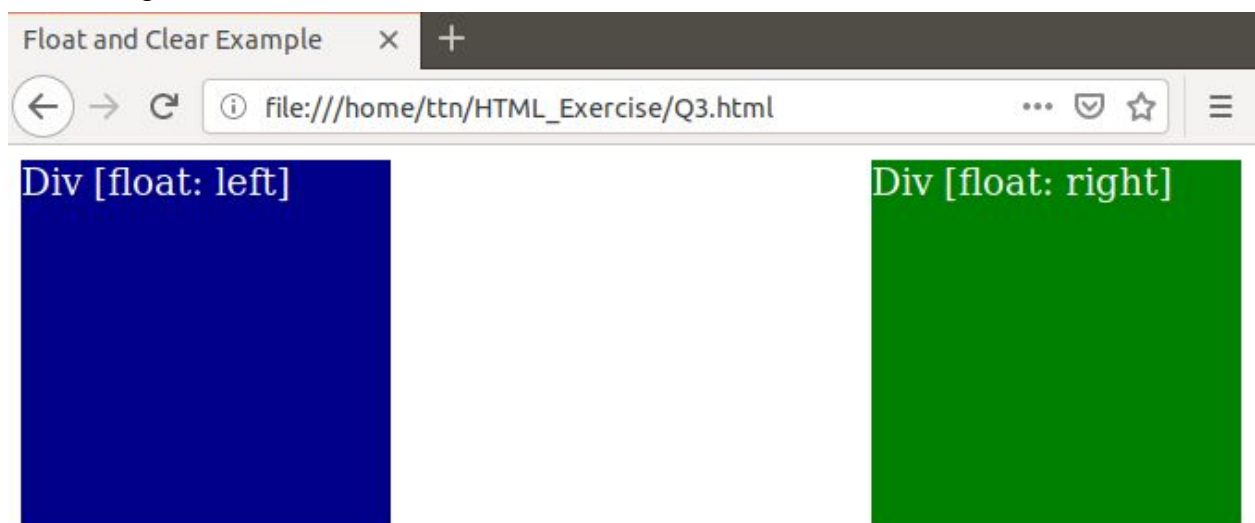 Float and Clear Example
file:///home/ttn/HTML_Exercise/Q3.html
Div [float: left]
Div [float: right]